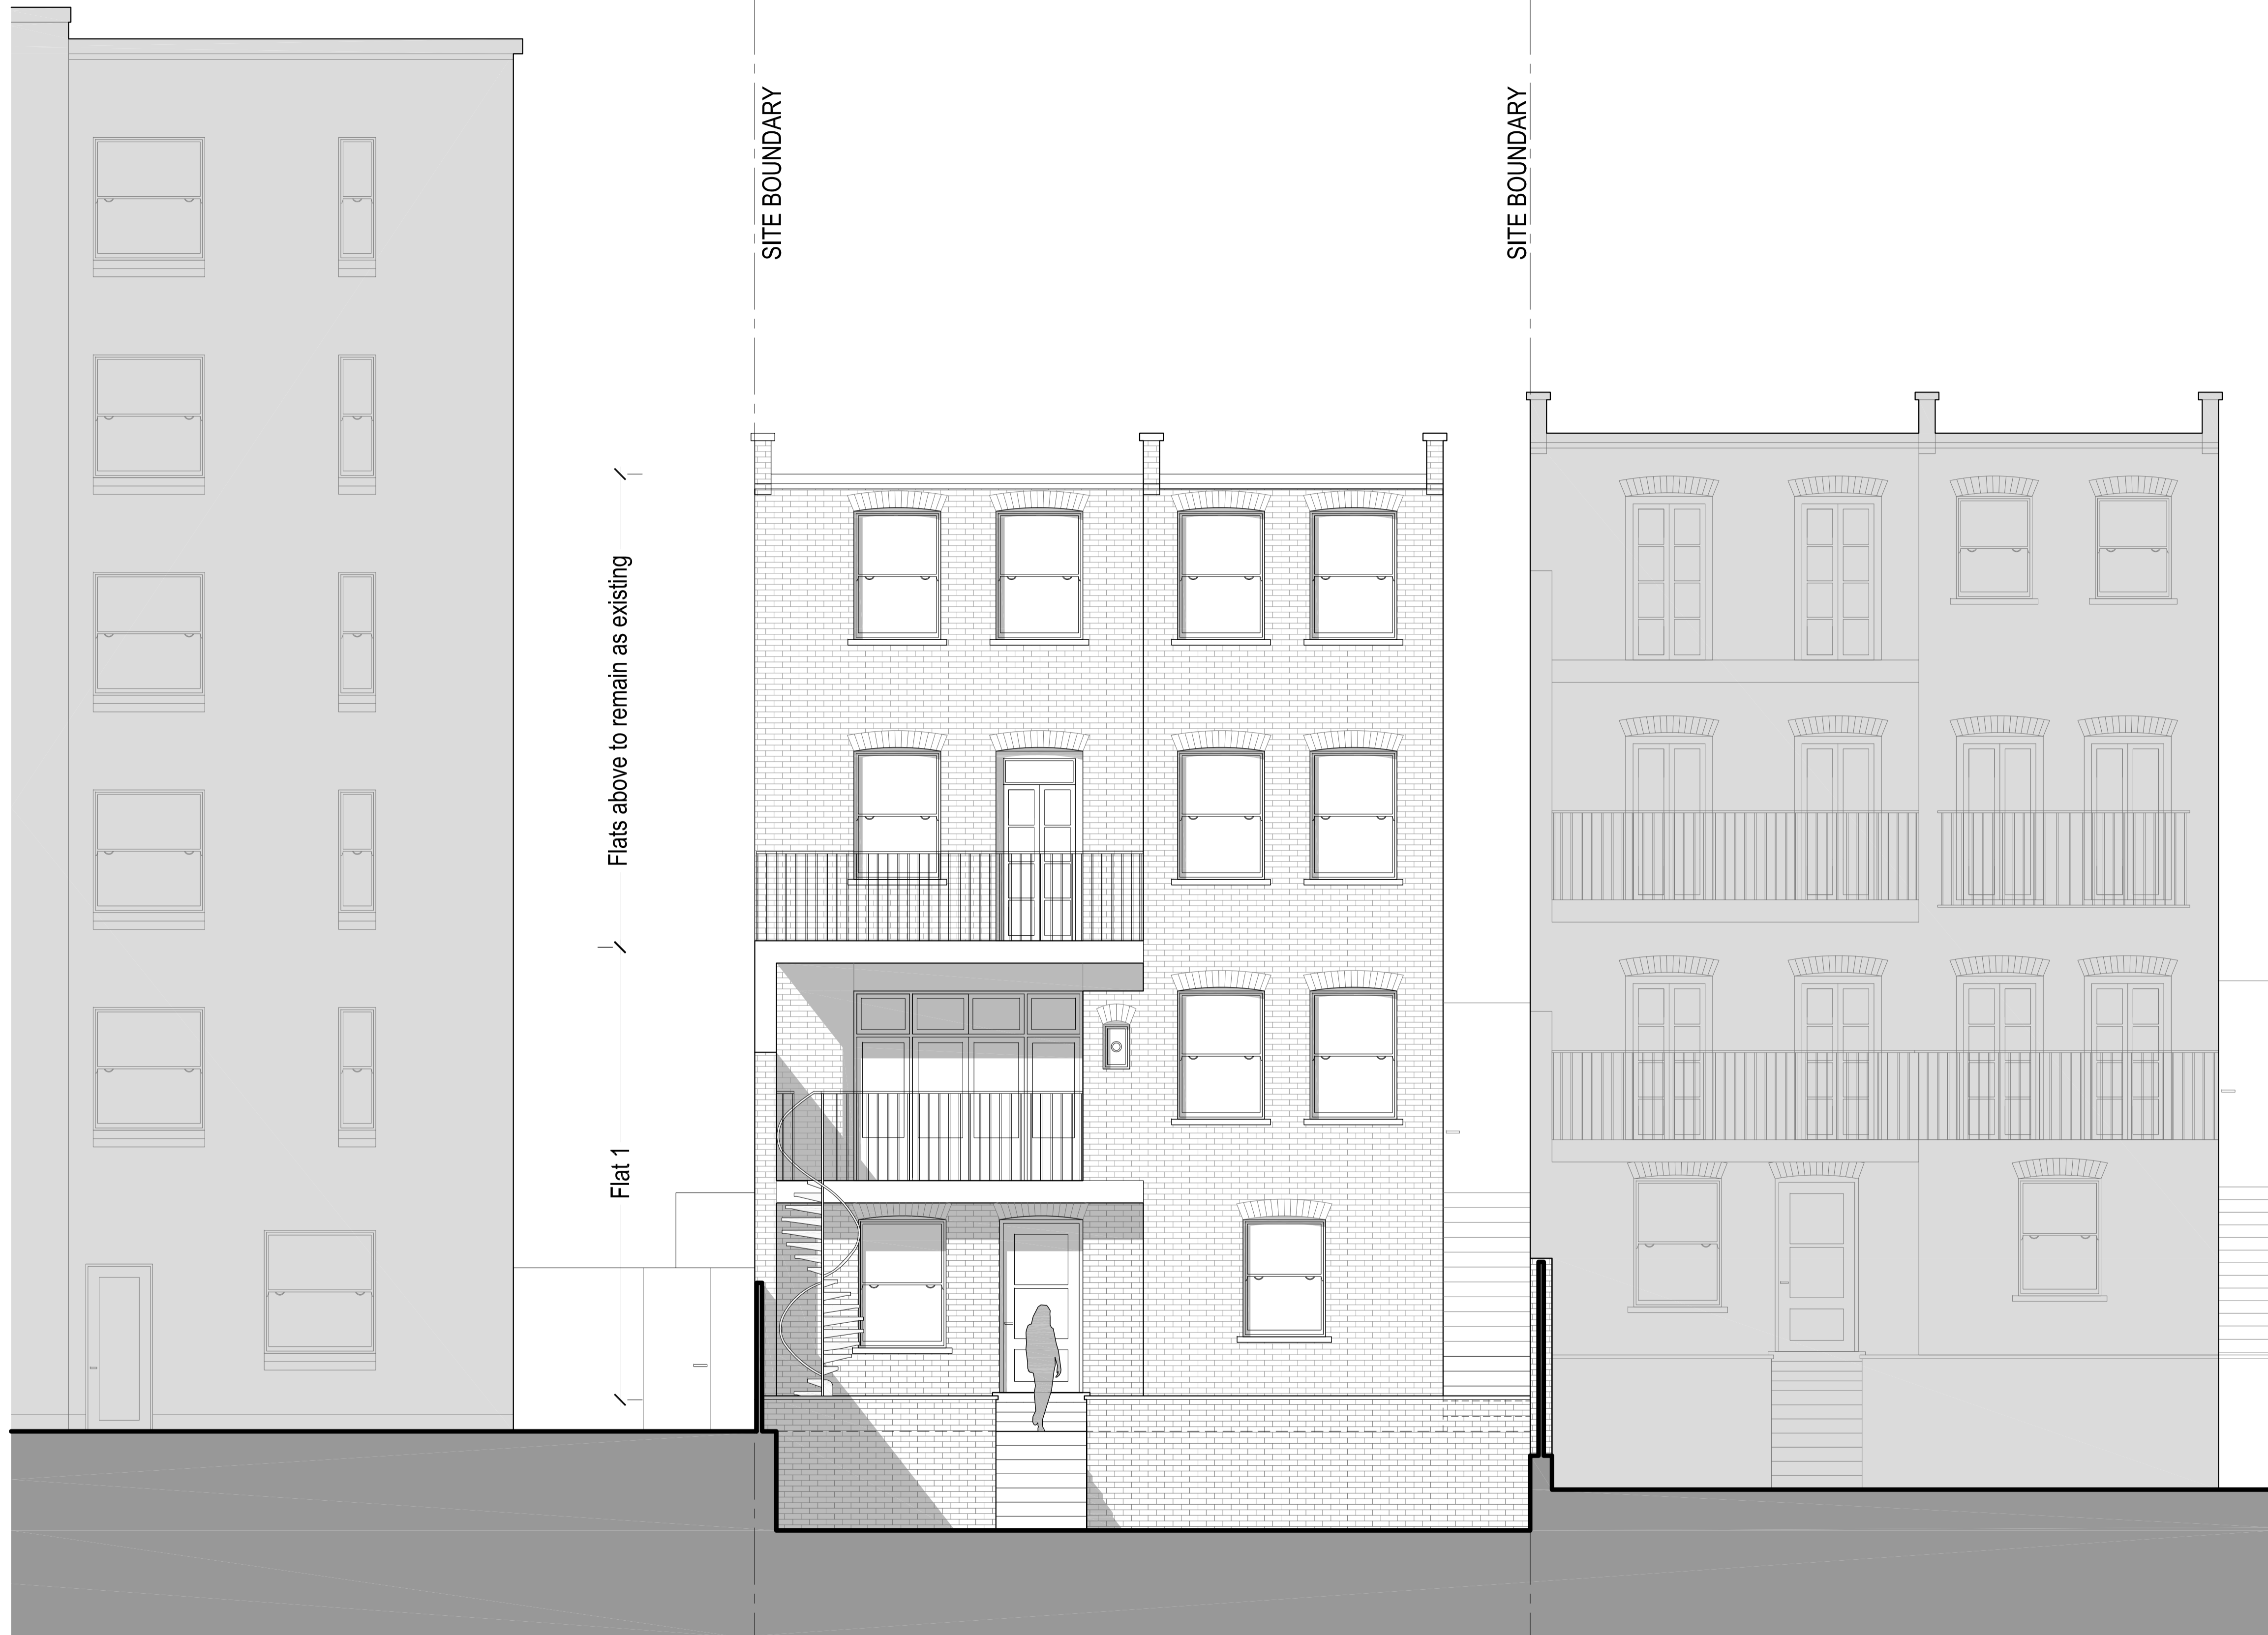 SITE BOUNDARY
SITE BOUNDARY
Flats above to remain as existing
Flat 1